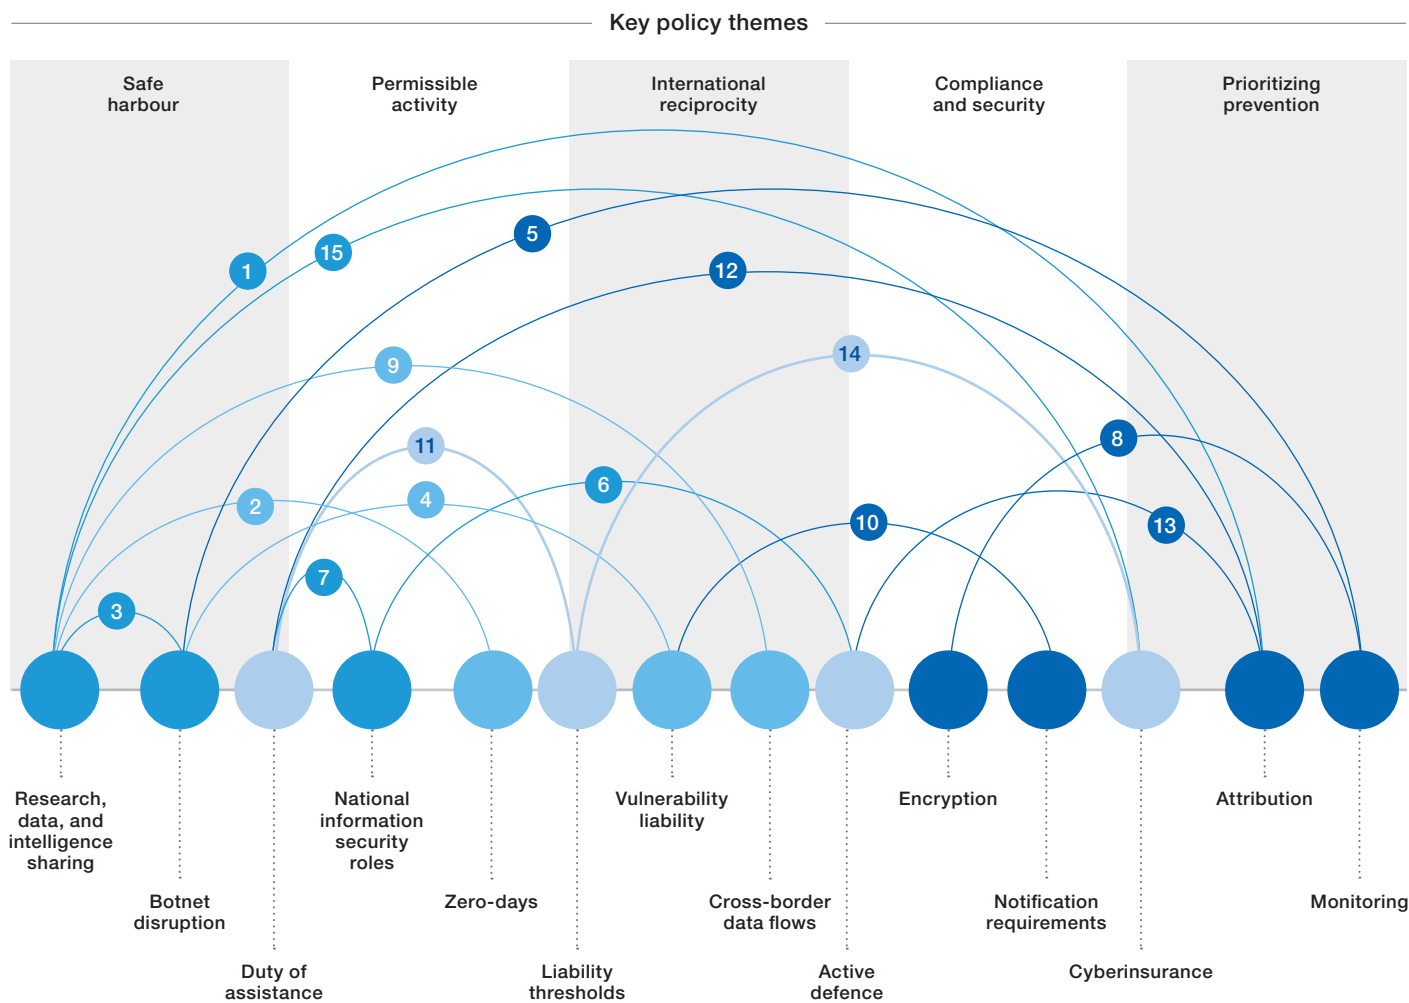 Key policy themes
Safe
harbour
Permissible
activity
International
reciprocity
Compliance
and security
Prioritizing
prevention
1
15
5
12
9
14
11
8
2
4
6
10
13
7
3
Research,
data, and
intelligence
sharing
Botnet
disruption
Duty of
assistance
National
information
security
roles
Zero-days
Liability
thresholds
Vulnerability
liability
Cross-border
data flows
Active
defence
Encryption
Notification
requirements
Cyberinsurance
Attribution
Monitoring